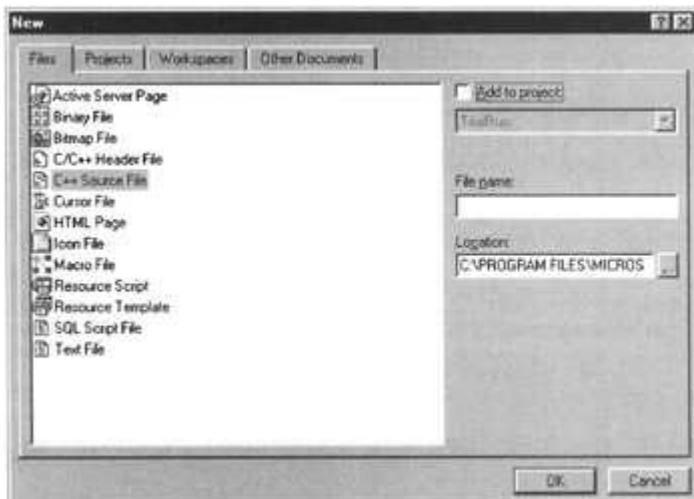 New
Files Projects Workspaces Other Documents
Active Server Page
Binary File
Bitmap File
C/C++ Header File
C++ Source File
Cursor File
HTML Page
Icon File
Macro File
Resource Script
Resource Template
SQL Script File
Text File
Add to project:
File name:
Location:
C:\PROGRAM FILES\MICROS
...
OK Cancel